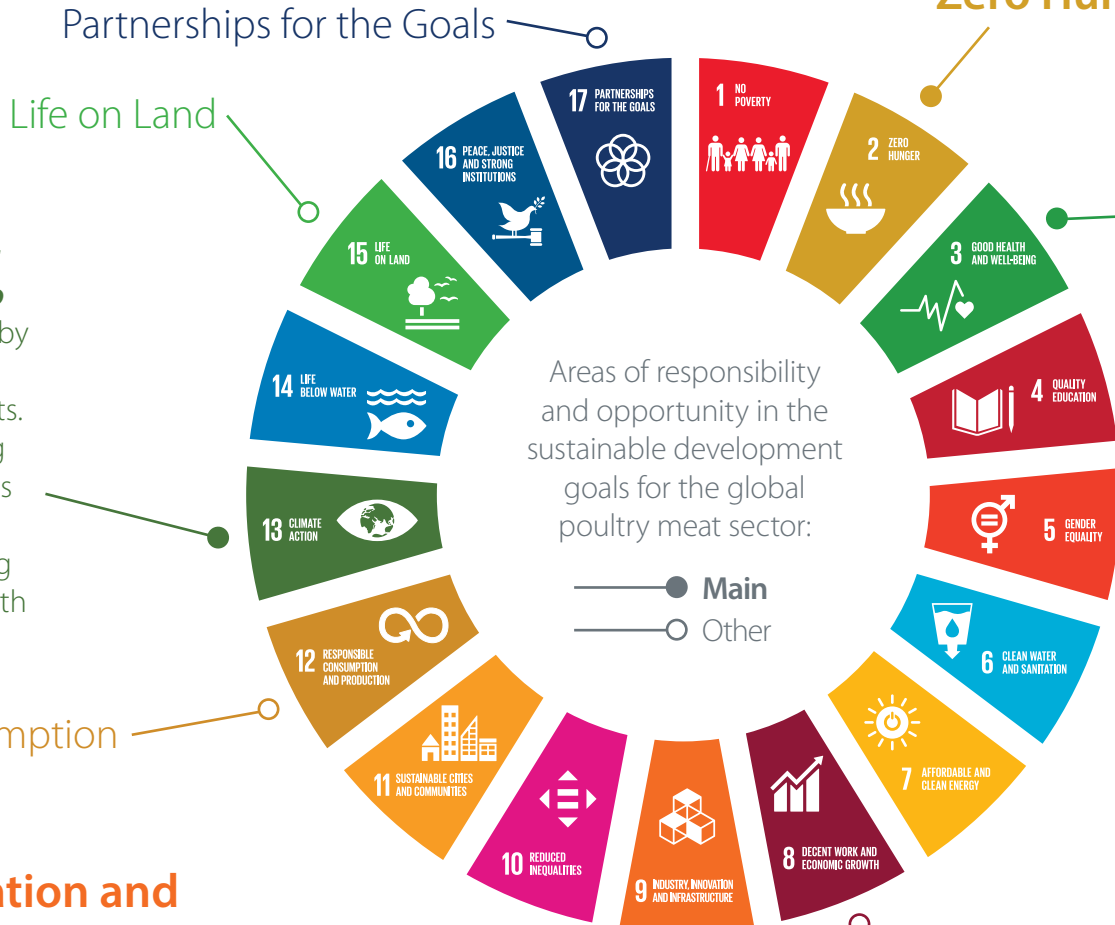 Partnerships for the Goals
Life on Land
by
ts.
g
s
g
th
mption
ation and
17 PARTNERSHIPS
FOR THE GOALS
1 NO
POVERTY
2 ZERO
HUNGER
3 GOOD HEALTH
AND WELL-BEING
4 QUALITY
EDUCATION
5 GENDER
EQUALITY
6 CLEAN WATER
AND SANITATION
7 AFFORDABLE AND
CLEAN ENERGY
8 DECENT WORK AND
ECONOMIC GROWTH
9 INDUSTRY, INNOVATION
AND INFRASTRUCTURE
10 REDUCED
INEQUALITIES
11 SUSTAINABLE CITIES
AND COMMUNITIES
12 RESPONSIBLE
CONSUMPTION
AND PRODUCTION
13 CLIMATE
ACTION
14 LIFE
BELOW WATER
15 LIFE
ON LAND
16 PEACE, JUSTICE
AND STRONG
INSTITUTIONS
Areas of responsibility
and opportunity in the
sustainable development
goals for the global
poultry meat sector:
Main
Other